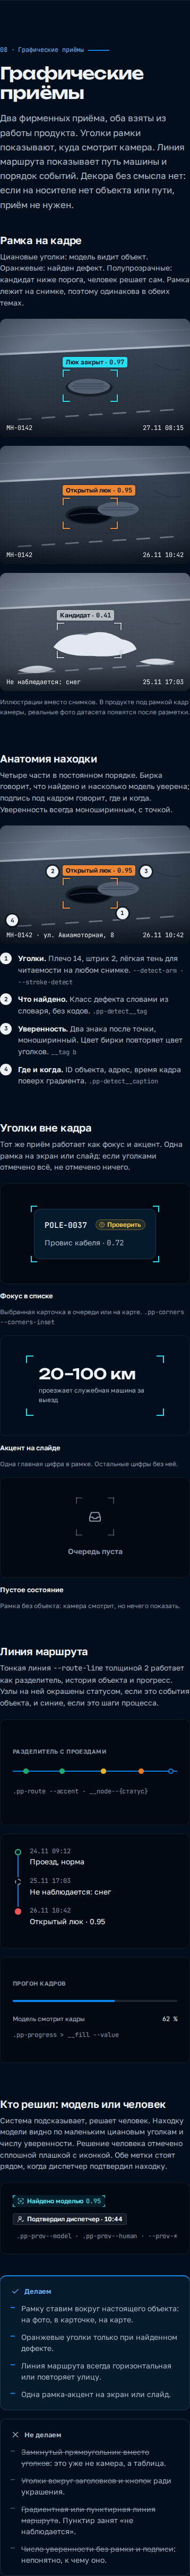 08 · Графические приёмы
Графические
приёмы
Два фирменных приёма, оба взяты из
работы продукта. Уголки рамки
показывают, куда смотрит камера. Линия
маршрута показывает путь машины и
порядок событий. Декора без смысла нет:
если на носителе нет объекта или пути,
приём не нужен.
Рамка на кадре
Циановые уголки: модель видит объект.
Оранжевые: найден дефект. Полупрозрачные:
кандидат ниже порога, человек решает сам. Рамка
лежит на снимке, поэтому одинакова в обеих
темах.
Люк закрыт · 0.97
МН-0142
27.11 08:15
Открытый люк · 0.95
МН-0142
26.11 10:42
Кандидат · 0.41
Не наблюдается: снег
25.11 17:03
Иллюстрации вместо снимков. В продукте под рамкой кадр
камеры, реальные фото датасета появятся после разметки.
Анатомия находки
Четыре части в постоянном порядке. Бирка
говорит, что найдено и насколько модель уверена;
подпись над кадром говорит, где и когда.
Уверенность всегда моноширинный, с точкой.
2
Открытый люк · 0.95
3
1
4
МН-0142 · ул. Авиамоторная, 8
26.11 10:42
1 Уголки. Плечо 14, штрих 2, лёгкая тень для
читаемости на любом снимке. --detect-arm ·
--stroke-detect
2 Что найдено. Класс дефекта словами из
словаря, без кодов. .pp-detect__tag
3 Уверенность. Два знака после точки,
моноширинный. Цвет бирки повторяет цвет
уголков. __tag b
4 Где и когда. ID объекта, адрес, время кадра
поверх градиента. .pp-detect__caption
Уголки вне кадра
Тот же приём работает как фокус и акцент. Одна
рамка на экран или слайд: если уголками
отмечено всё, не отмечено ничего.
POLE-0037
Проверить
Провис кабеля · 0.72
Фокус в списке
Выбранная карточка в очереди или на карте. .pp-corners
--corners-inset
20–100 км
проезжает служебная машина за
выезд
Акцент на слайде
Одна главная цифра в рамке. Остальные цифры без неё.
Очередь пуста
Пустое состояние
Рамка без объекта: камера смотрит, но нечего показать.
Линия маршрута
Тонкая линия --route-line толщиной 2 работает
как разделитель, история объекта и прогресс.
Узлы на ней окрашены статусом, если это события
объекта, и синие, если это шаги процесса.
РАЗДЕЛИТЕЛЬ С ПРОЕЗДАМИ
.pp-route --accent · __node--{статус}
24.11 09:12
Проезд, норма
25.11 17:03
Не наблюдается: снег
26.11 10:42
Открытый люк · 0.95
ПРОГОН КАДРОВ
Модель смотрит кадры
62 %
.pp-progress > __fill --value
Кто решил: модель или человек
Система подсказывает, решает человек. Находку
модели видно по маленьким циановым уголкам и
числу уверенности. Решение человека отмечено
сплошной плашкой с иконкой. Обе метки стоят
рядом, когда диспетчер подтвердил находку.
Найдено моделью 0.95
Подтвердил диспетчер · 10:44
.pp-prov--model · .pp-prov--human · --prov-*
Делаем
Рамку ставим вокруг настоящего объекта:
на фото, в карточке, на карте.
Оранжевые уголки только при найденном
дефекте.
Линия маршрута всегда горизонтальная
или повторяет улицу.
Одна рамка-акцент на экран или слайд.
Не делаем
Замкнутый прямоугольник вместо
уголков: это уже не камера, а таблица.
Уголки вокруг заголовков и кнопок ради
украшения.
Градиентная или пунктирная линия
маршрута. Пунктир занят «не
наблюдается».
Число уверенности без рамки и подписи:
непонятно, к чему оно.